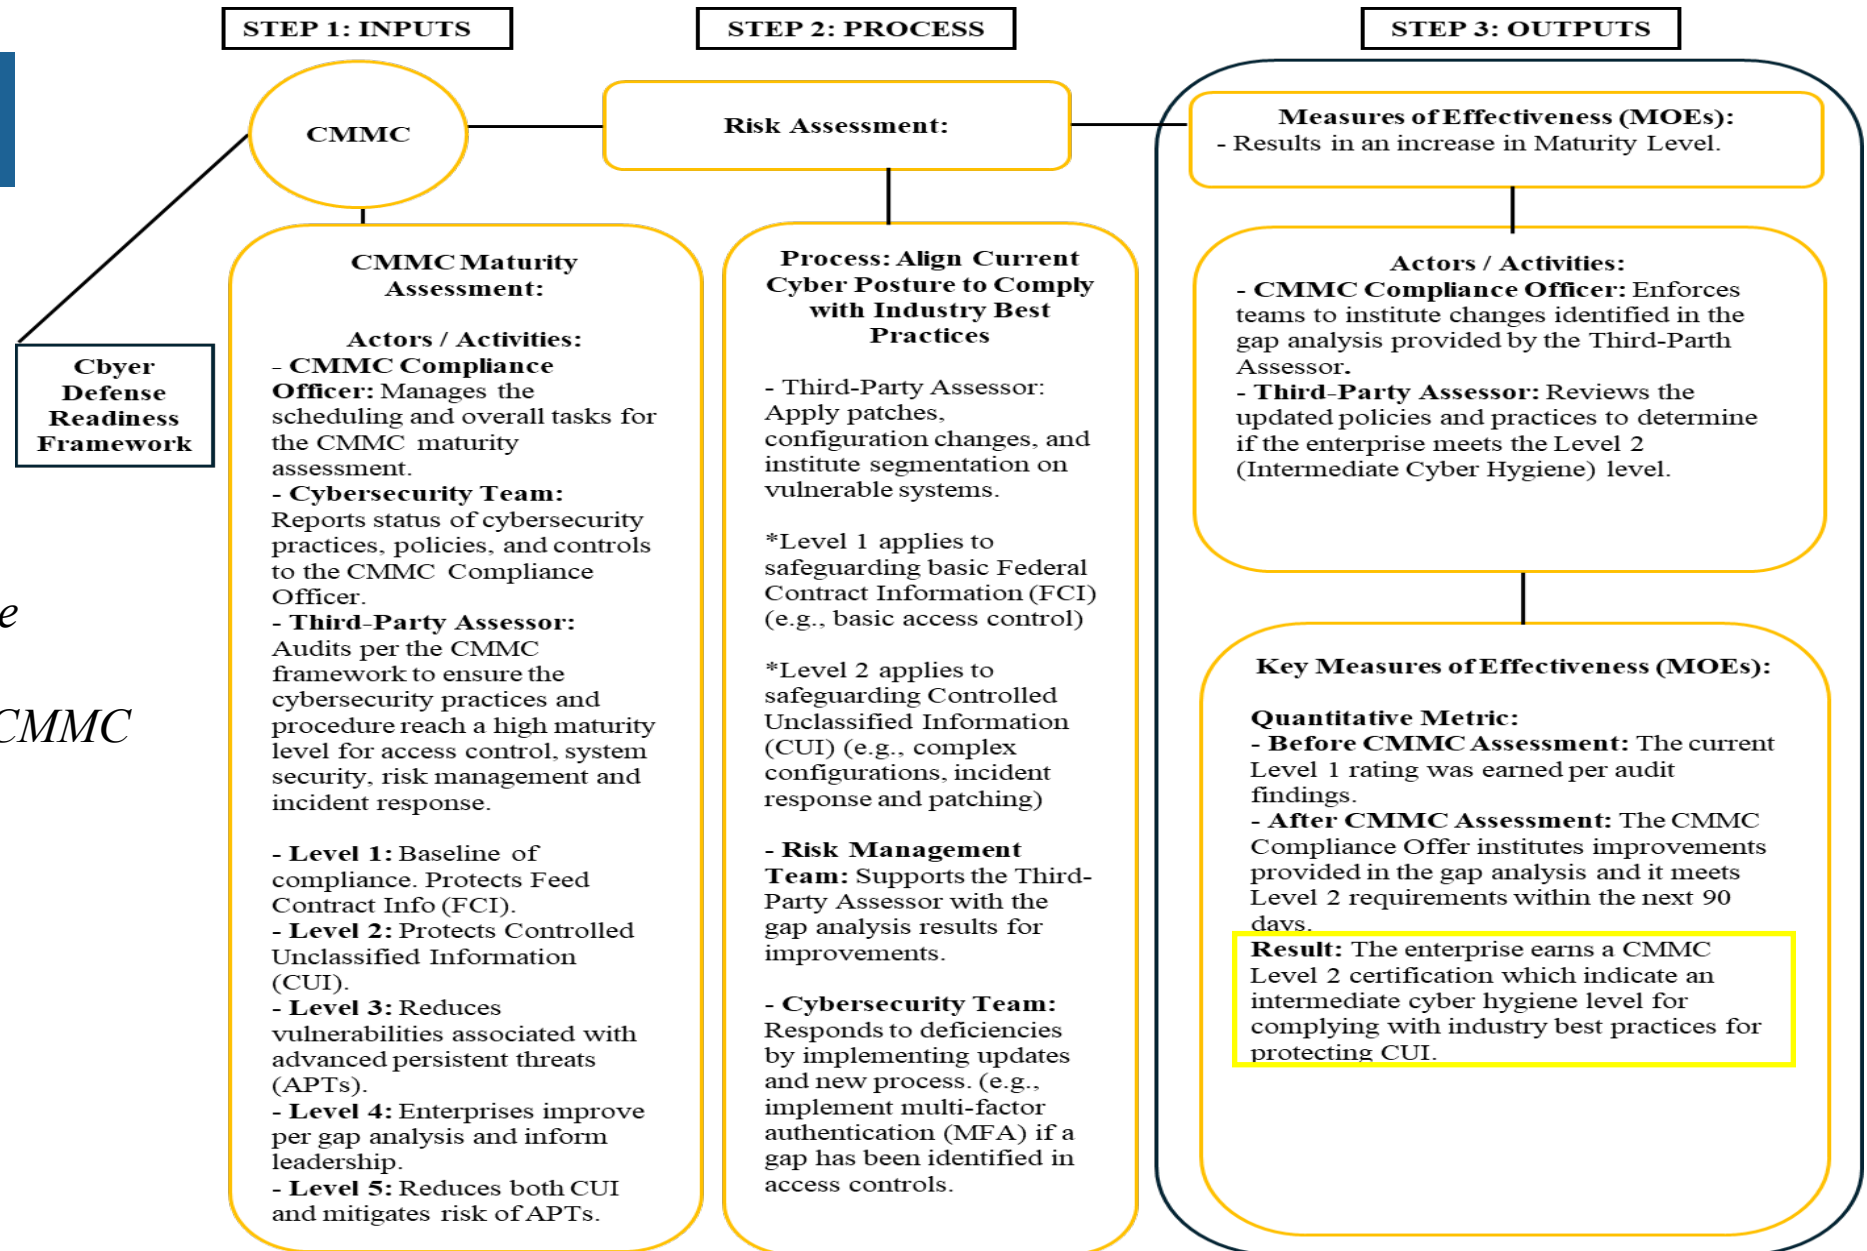 STEP 1: INPUTS
STEP 2: PROCESS
STEP 3: OUTPUTS
CMMC
Risk Assessment:
Measures of Effectiveness (MOEs):
- Results in an increase in Maturity Level.
Cbyer
Defense
Readiness
Framework
e
CMMC
CMMC Maturity
Assessment:
Actors / Activities:
- CMMC Compliance
Officer: Manages the
scheduling and overall tasks for
the CMMC maturity
assessment.
- Cybersecurity Team:
Reports status of cybersecurity
practices, policies, and controls
to the CMMC Compliance
Officer.
- Third-Party Assessor:
Audits per the CMMC
framework to ensure the
cybersecurity practices and
procedure reach a high maturity
level for access control, system
security, risk management and
incident response.
- Level 1: Baseline of
compliance. Protects Feed
Contract Info (FCI).
- Level 2: Protects Controlled
Unclassified Information
(CUI).
- Level 3: Reduces
vulnerabilities associated with
advanced persistent threats
(APTs).
- Level 4: Enterprises improve
per gap analysis and inform
leadership.
- Level 5: Reduces both CUI
and mitigates risk of APTs.
Process: Align Current
Cyber Posture to Comply
with Industry Best
Practices
- Third-Party Assessor:
Apply patches,
configuration changes, and
institute segmentation on
vulnerable systems.
*Level 1 applies to
safeguarding basic Federal
Contract Information (FCI)
(e.g., basic access control)
*Level 2 applies to
safeguarding Controlled
Unclassified Information
(CUI) (e.g., complex
configurations, incident
response and patching)
- Risk Management
Team: Supports the Third-
Party Assessor with the
gap analysis results for
improvements.
- Cybersecurity Team:
Responds to deficiencies
by implementing updates
and new process. (e.g.,
implement multi-factor
authentication (MFA) if a
gap has been identified in
access controls.
Actors / Activities:
- CMMC Compliance Officer: Enforces
teams to institute changes identified in the
gap analysis provided by the Third-Parth
Assessor.
- Third-Party Assessor: Reviews the
updated policies and practices to determine
if the enterprise meets the Level 2
(Intermediate Cyber Hygiene) level.
Key Measures of Effectiveness (MOEs):
Quantitative Metric:
- Before CMMC Assessment: The current
Level 1 rating was earned per audit
findings.
- After CMMC Assessment: The CMMC
Compliance Offer institutes improvements
provided in the gap analysis and it meets
Level 2 requirements within the next 90
days.
Result: The enterprise earns a CMMC
Level 2 certification which indicate an
intermediate cyber hygiene level for
complying with industry best practices for
protecting CUI.